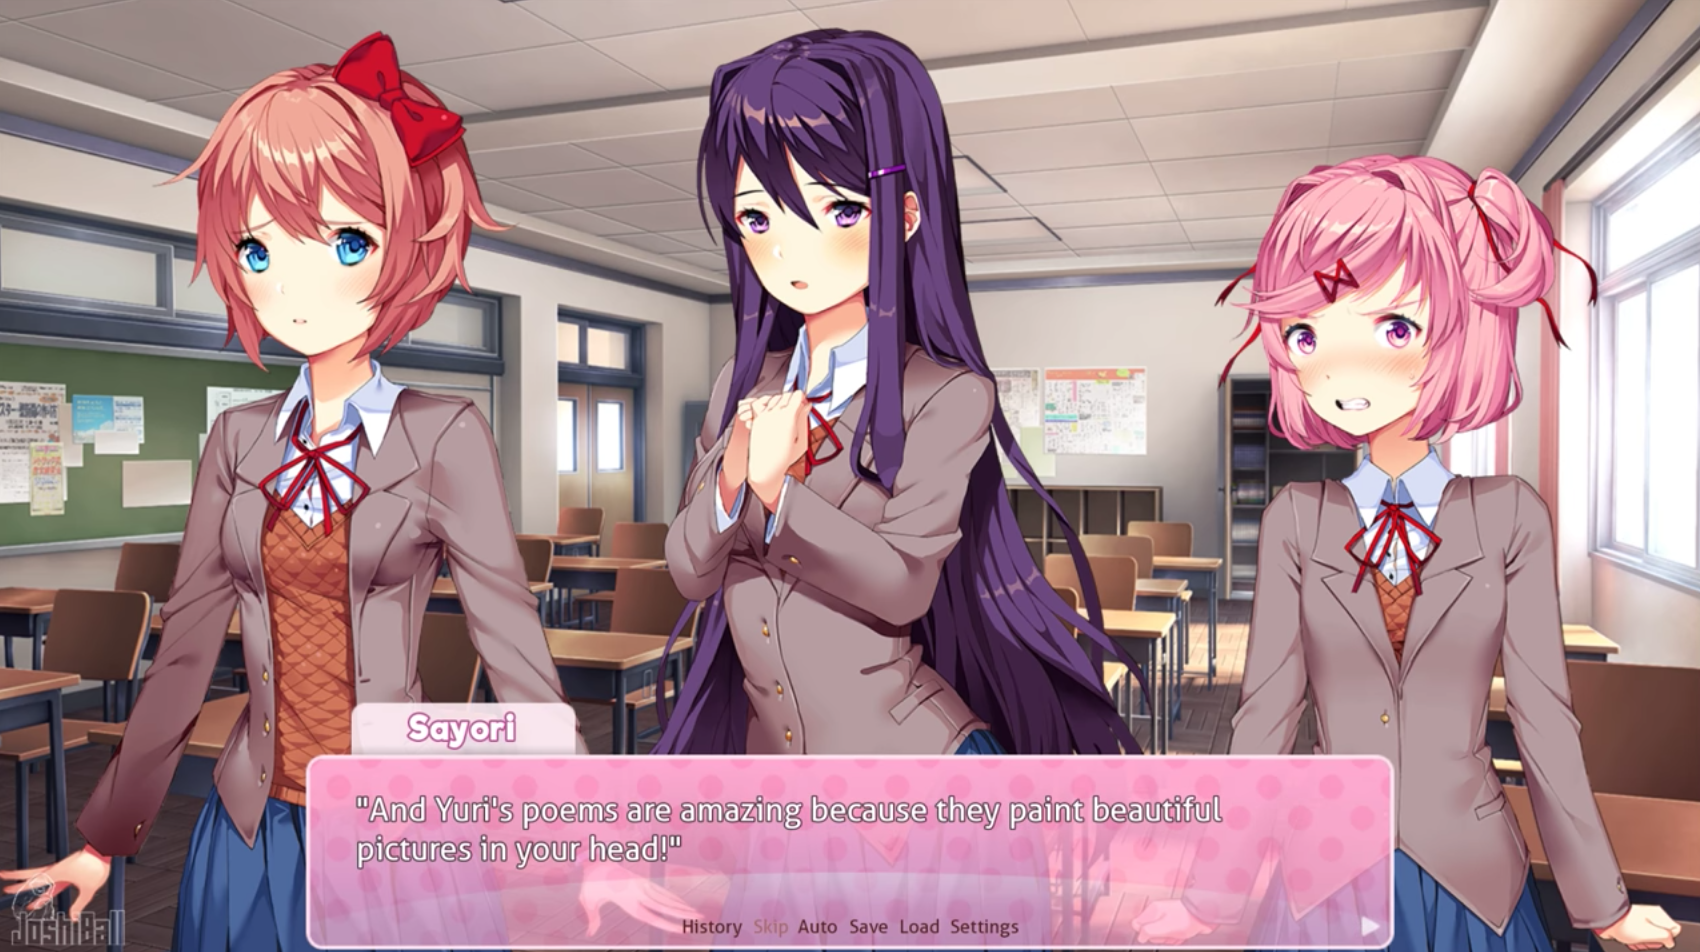 Sayori
"And Yuri's poems are amazing because they paint beautiful
pictures in your head!"
History Skip Auto Save Load Settings
JoshiBall